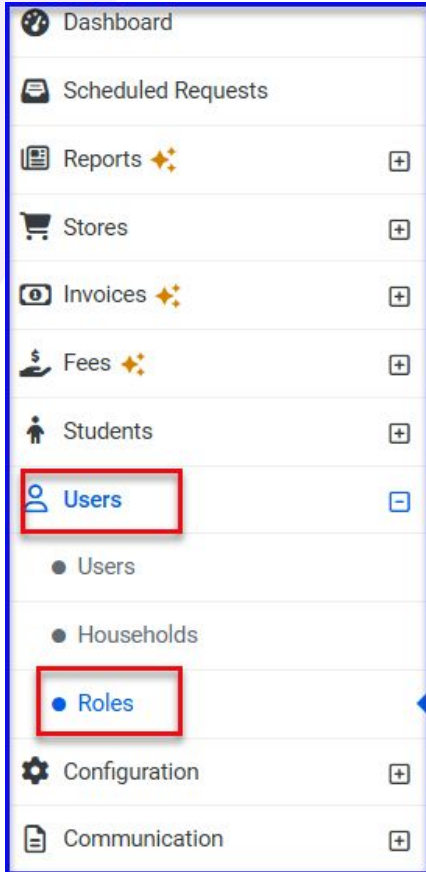 Dashboard
Scheduled Requests
Reports
Stores
Invoices
Fees
Students
Users
Users
Households
Roles
Configuration
Communication